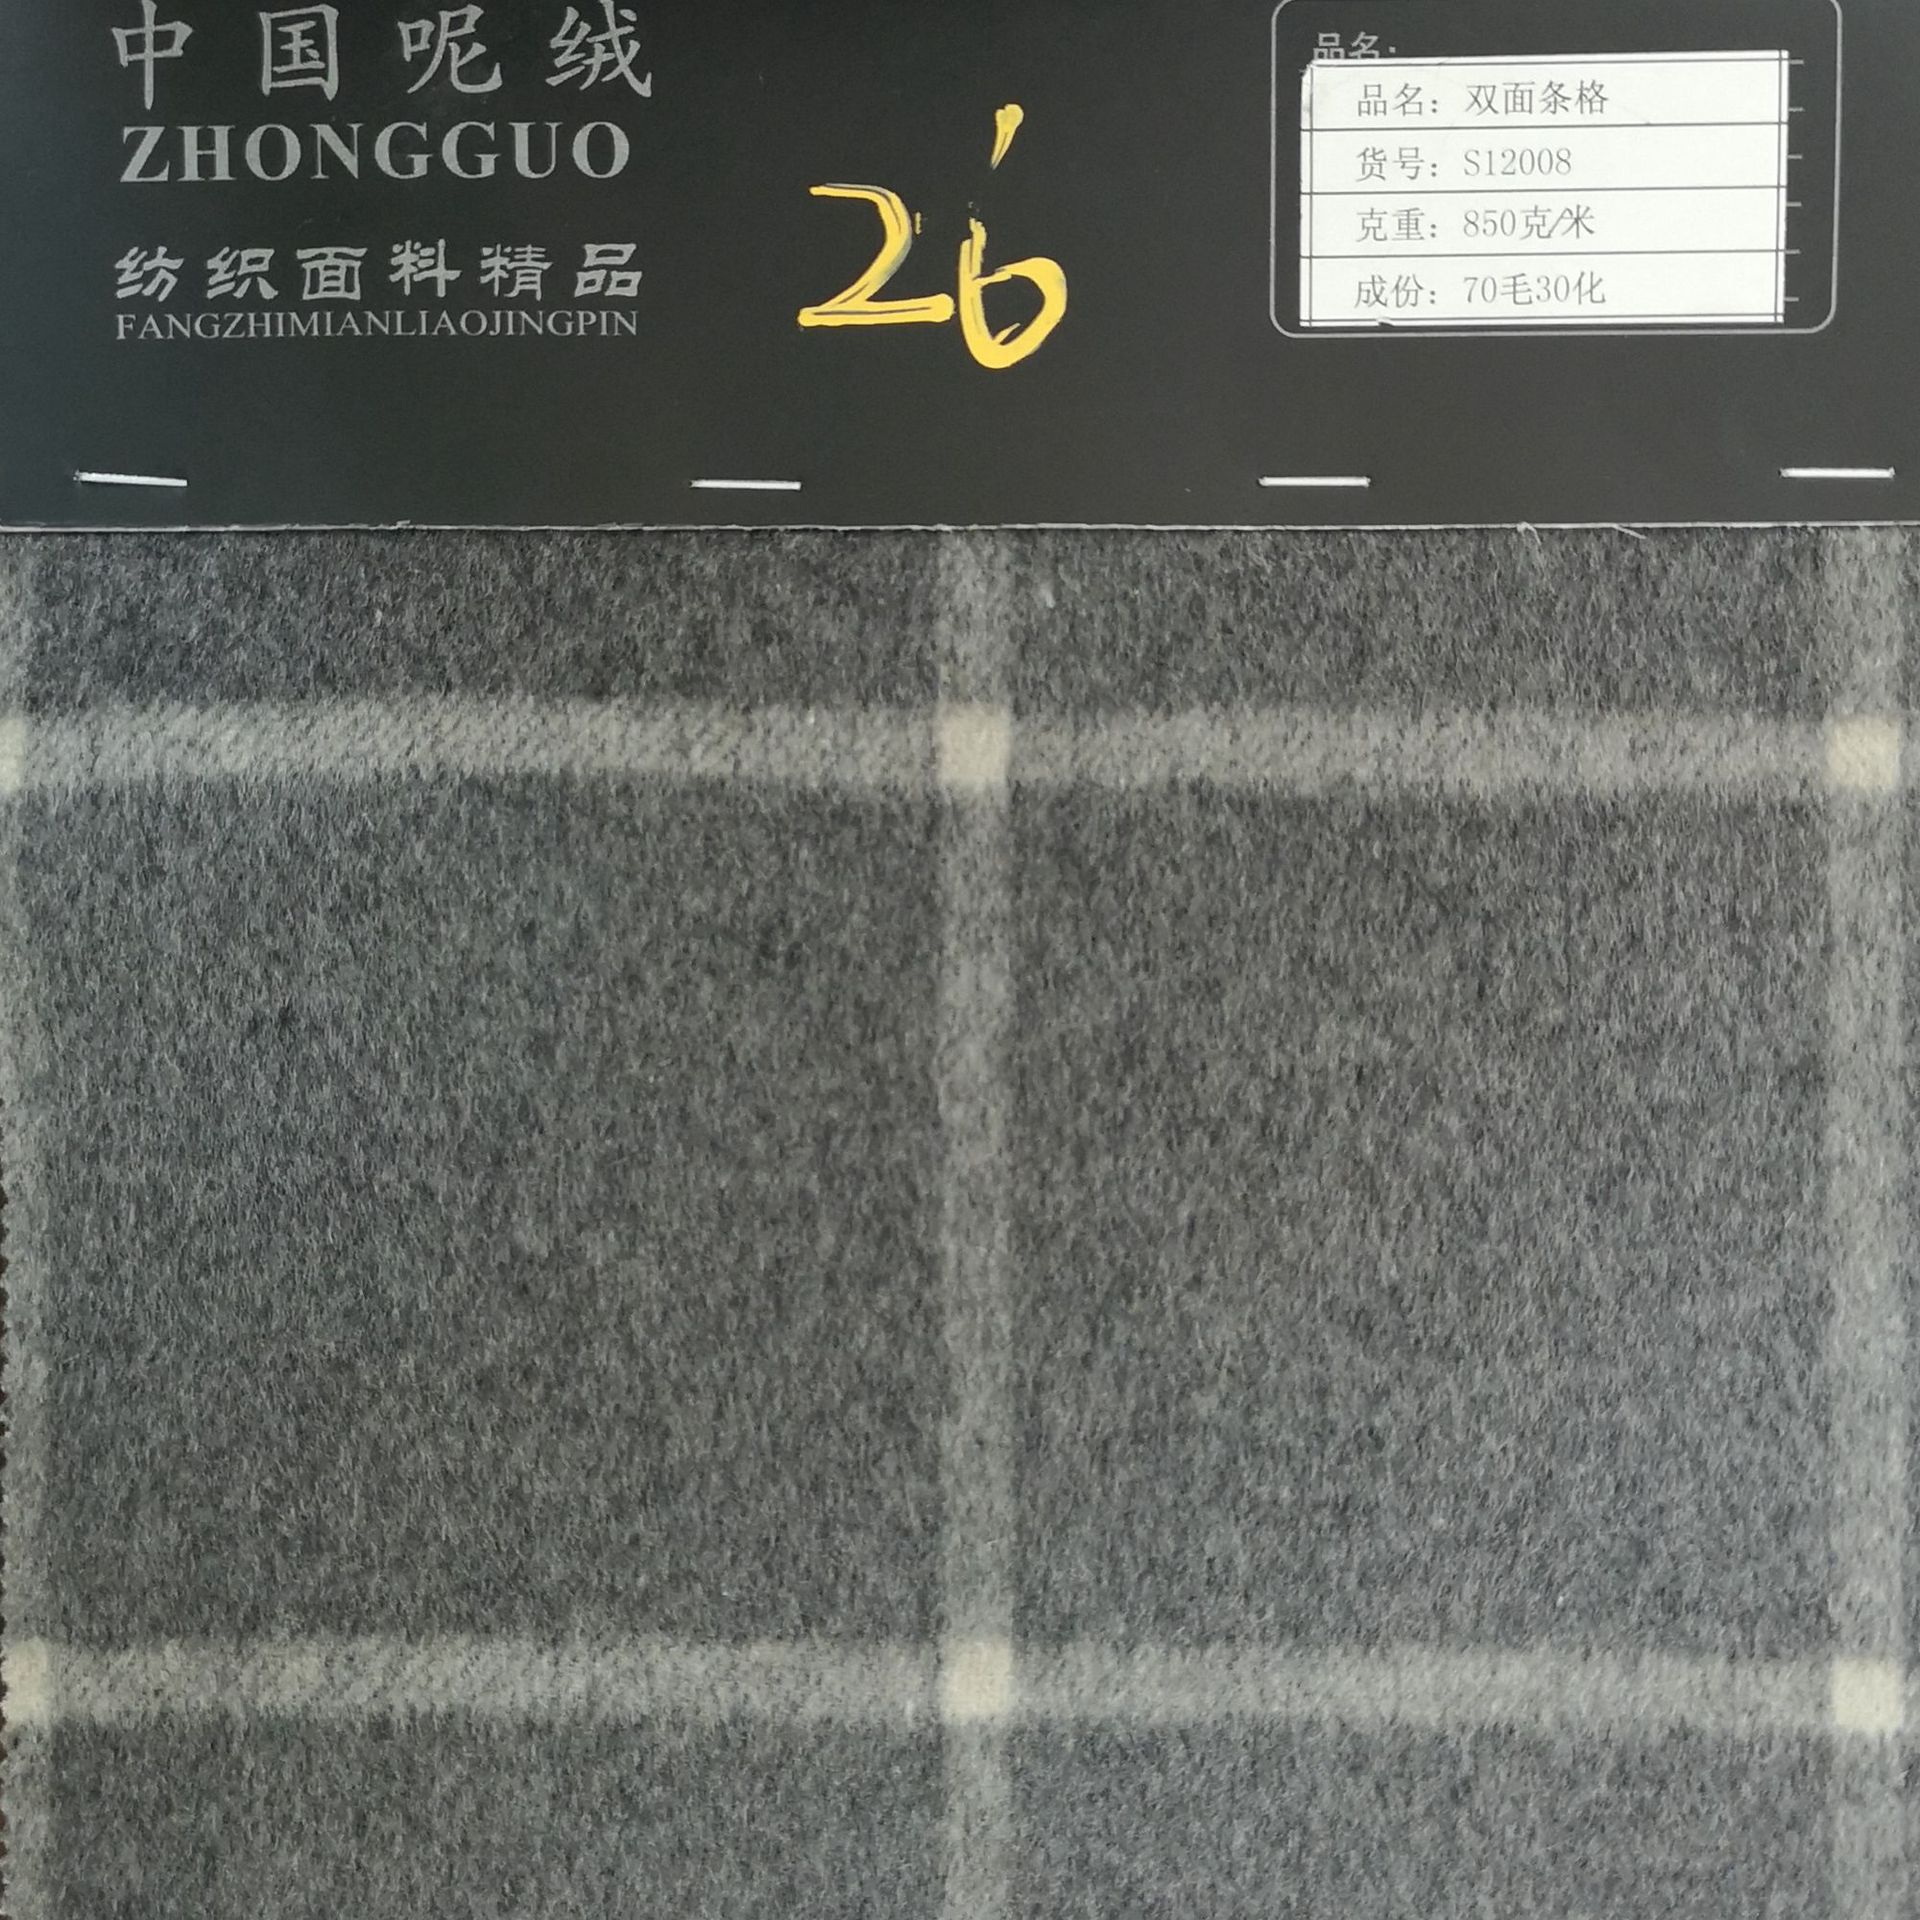 中国呢绒
ZHONGGUO
纺织面料精品
FANGZHIMIANLIAOJINGPIN
26
品名:
品名：双面条格
货号：S12008
克重：850克/米
成份：70毛30化